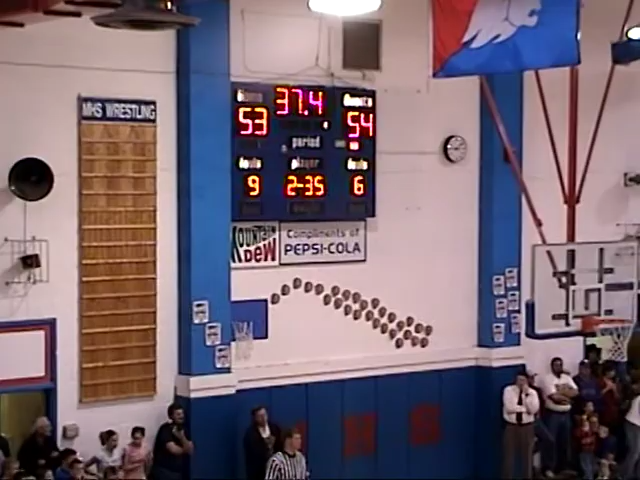 MHS WRESTLING
37.4
53
54
period
fouls
player
fouls
9
2-35
6
MOUNTAIN
DEW
Compliments of
PEPSI-COLA